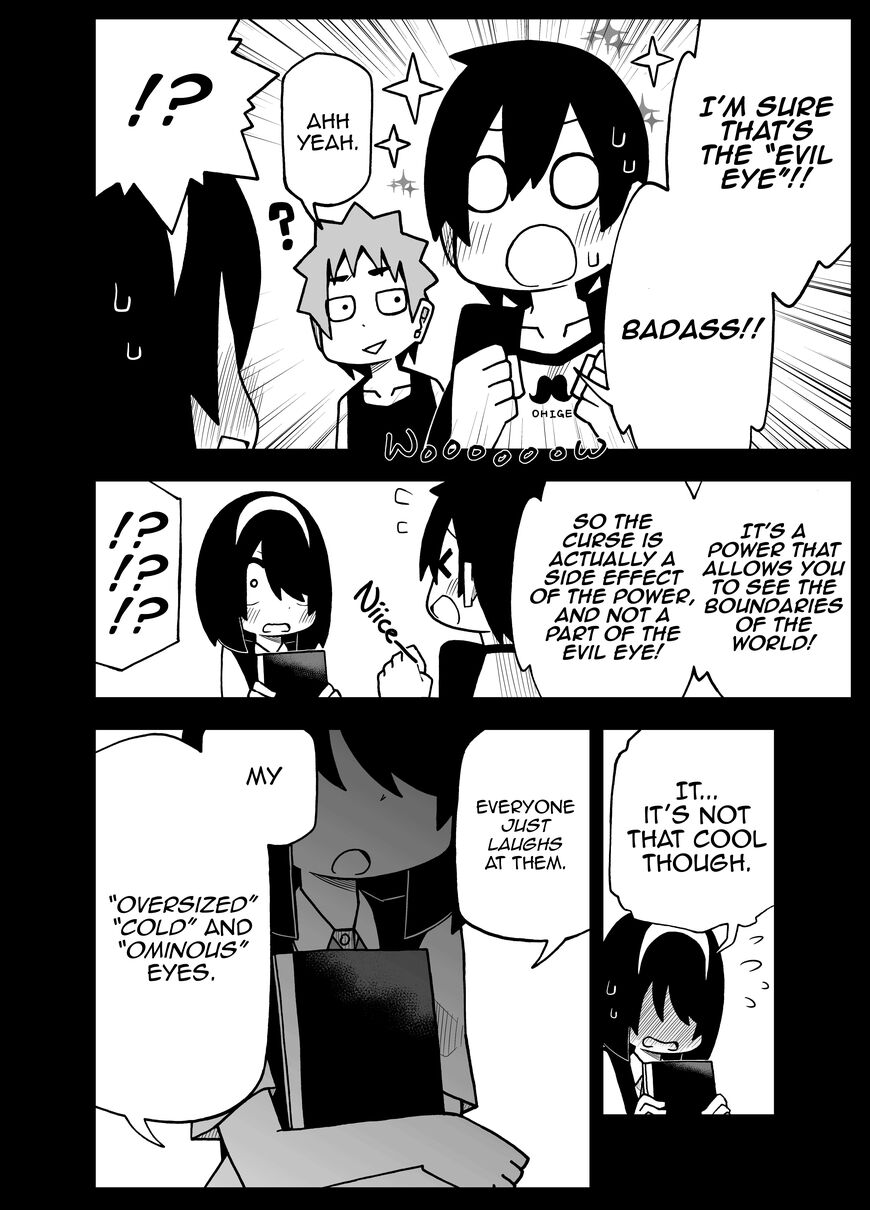 I'M SURE
THAT'S
THE "EVIL
EYE"!!
BADASS!!
AHH
YEAH.
!?
?
OHIGE
WOOOOOOW
IT'S A
POWER THAT
ALLOWS YOU
TO SEE THE
BOUNDARIES
OF THE
WORLD!
SO THE
CURSE IS
ACTUALLY A
SIDE EFFECT
OF THE POWER,
AND NOT A
PART OF THE
EVIL EYE!
Niice
!?
!?
!?
IT...
IT'S NOT
THAT COOL
THOUGH.
EVERYONE
JUST
LAUGHS
AT THEM.
MY
"OVERSIZED"
"COLD" AND
"OMINOUS"
EYES.